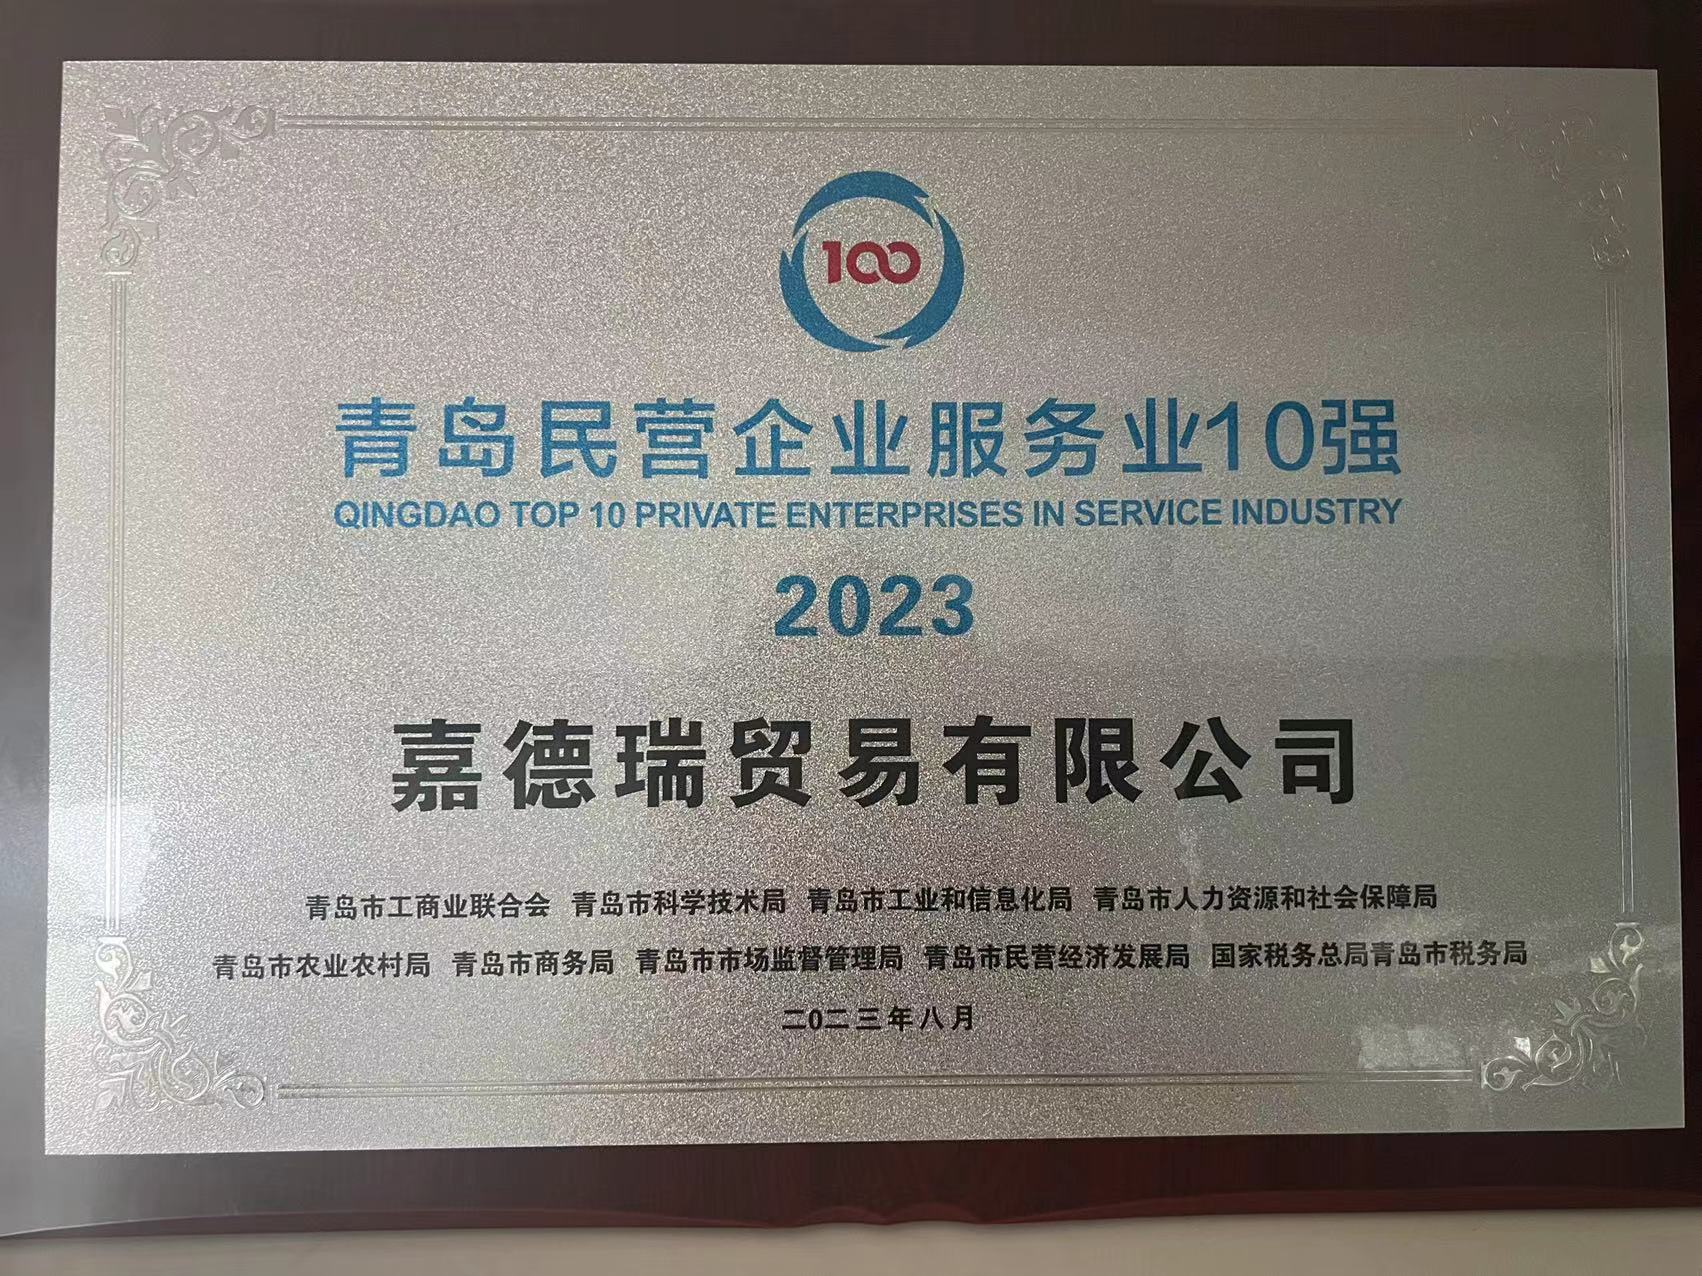 100
青岛民营企业服务业10强
QINGDAO TOP 10 PRIVATE ENTERPRISES IN SERVICE INDUSTRY
2023
嘉德瑞贸易有限公司
青岛市工商业联合会 青岛市科学技术局 青岛市工业和信息化局 青岛市人力资源和社会保障局
青岛市农业农村局 青岛市商务局 青岛市市场监督管理局 青岛市民营经济发展局 国家税务总局青岛市税务局
二0二三年八月